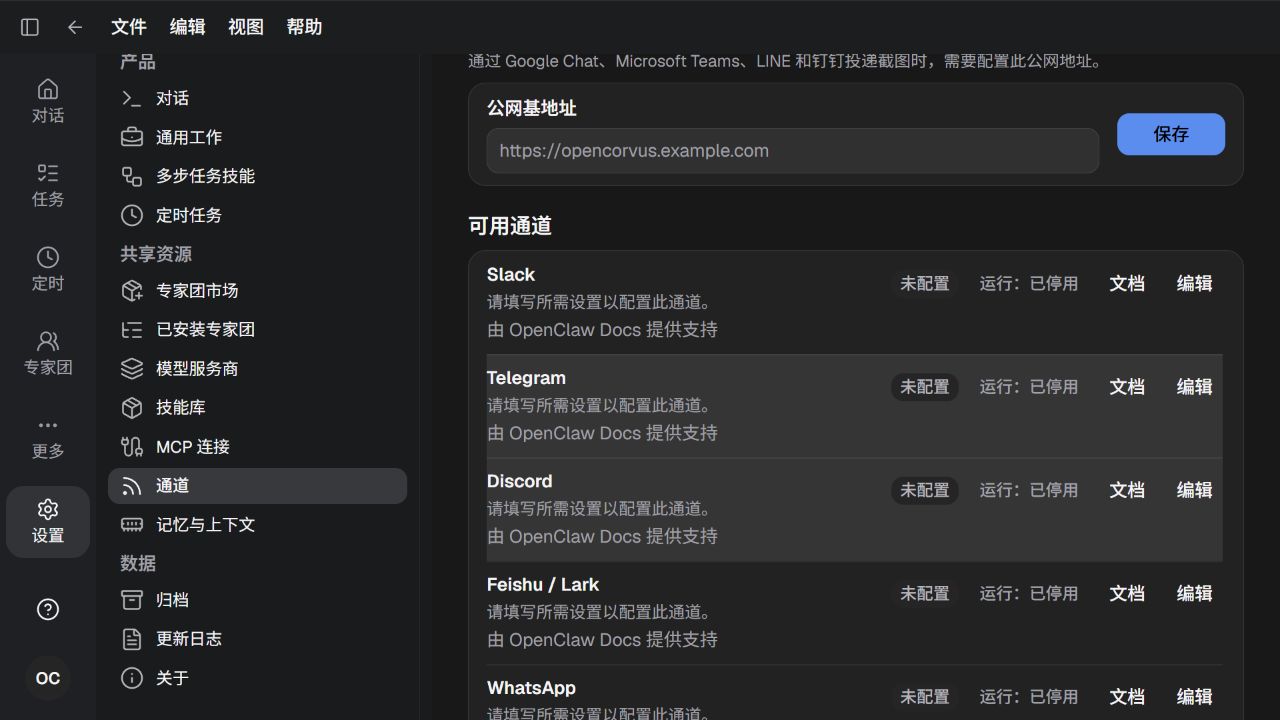 文件 编辑 视图 帮助
对话
任务
定时
专家团
更多
设置
OC
产品
对话
通用工作
多步任务技能
定时任务
共享资源
专家团市场
已安装专家团
模型服务商
技能库
MCP 连接
通道
记忆与上下文
数据
归档
更新日志
关于
通过 Google Chat、Microsoft Teams、LINE 和钉钉投递截图时，需要配置此公网地址。
公网基地址
https://opencorvus.example.com
保存
可用通道
Slack
请填写所需设置以配置此通道。
由 OpenClaw Docs 提供支持
未配置 运行：已停用 文档 编辑
Telegram
请填写所需设置以配置此通道。
由 OpenClaw Docs 提供支持
未配置 运行：已停用 文档 编辑
Discord
请填写所需设置以配置此通道。
由 OpenClaw Docs 提供支持
未配置 运行：已停用 文档 编辑
Feishu / Lark
请填写所需设置以配置此通道。
由 OpenClaw Docs 提供支持
未配置 运行：已停用 文档 编辑
WhatsApp
请填写所需设置以配置此通道。
未配置 运行：已停用 文档 编辑